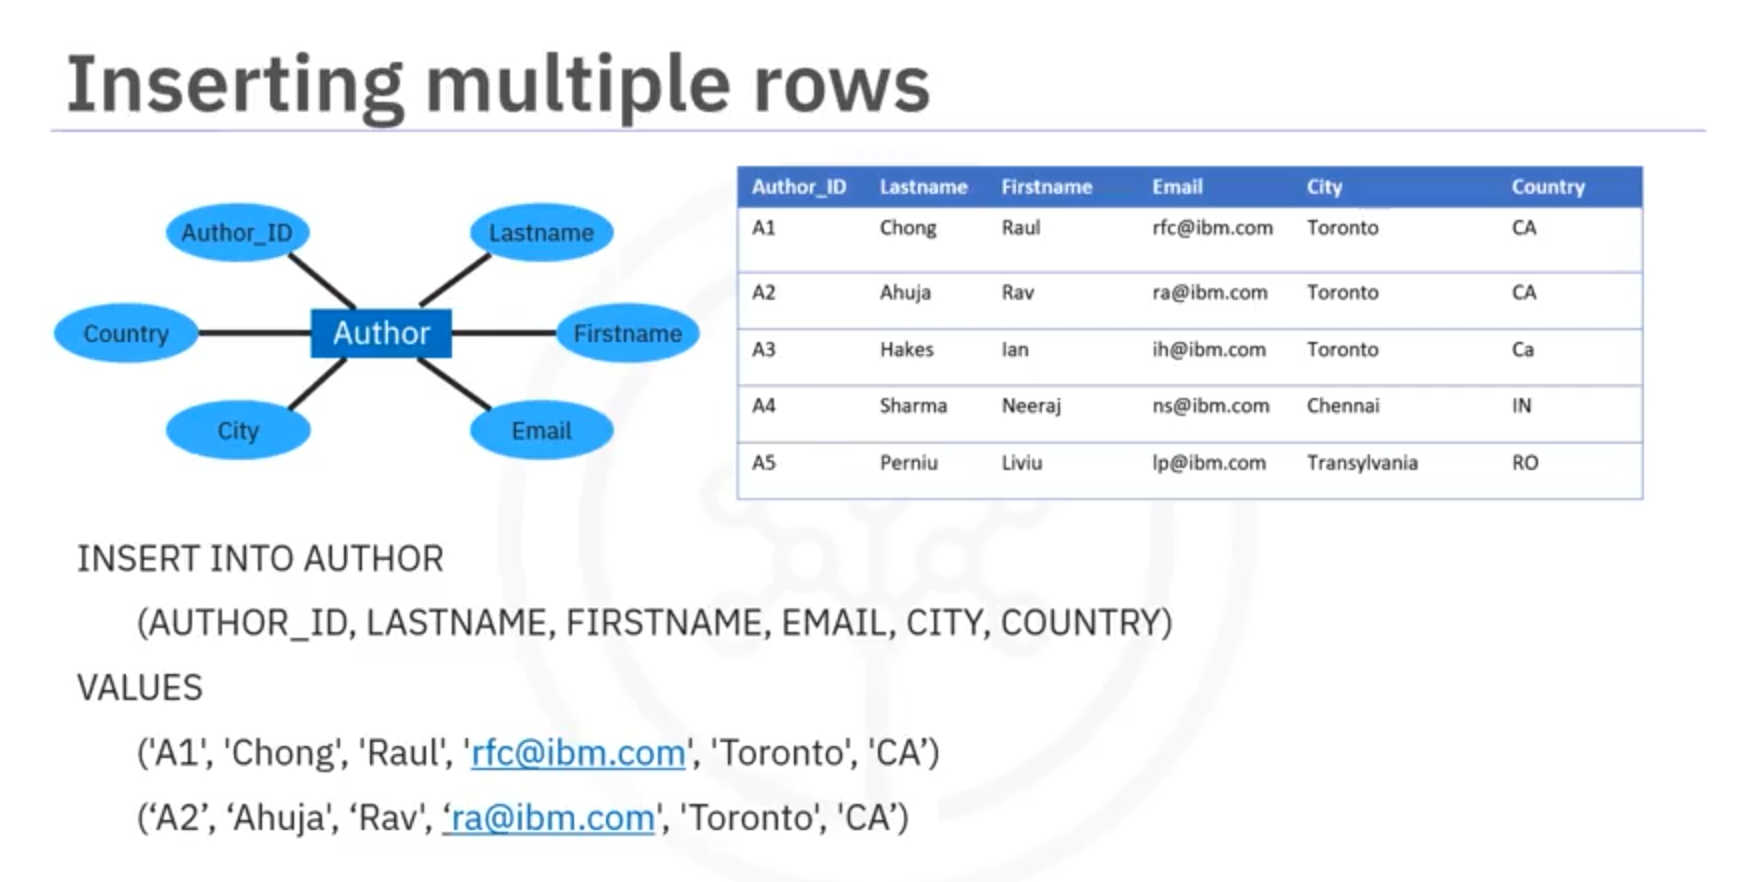 Inserting multiple rows
Author_ID Lastname
Country Author Firstname
City Email
Author_ID Lastname Firstname Email City Country
A1 Chong Raul rfc@ibm.com Toronto CA
A2 Ahuja Rav ra@ibm.com Toronto CA
A3 Hakes Ian ih@ibm.com Toronto Ca
A4 Sharma Neeraj ns@ibm.com Chennai IN
A5 Perniu Liviu lp@ibm.com Transylvania RO
INSERT INTO AUTHOR
(AUTHOR_ID, LASTNAME, FIRSTNAME, EMAIL, CITY, COUNTRY)
VALUES
('A1', 'Chong', 'Raul', 'rfc@ibm.com', 'Toronto', 'CA’)
(‘A2’, ‘Ahuja', ‘Rav', ‘ra@ibm.com', 'Toronto', 'CA’)